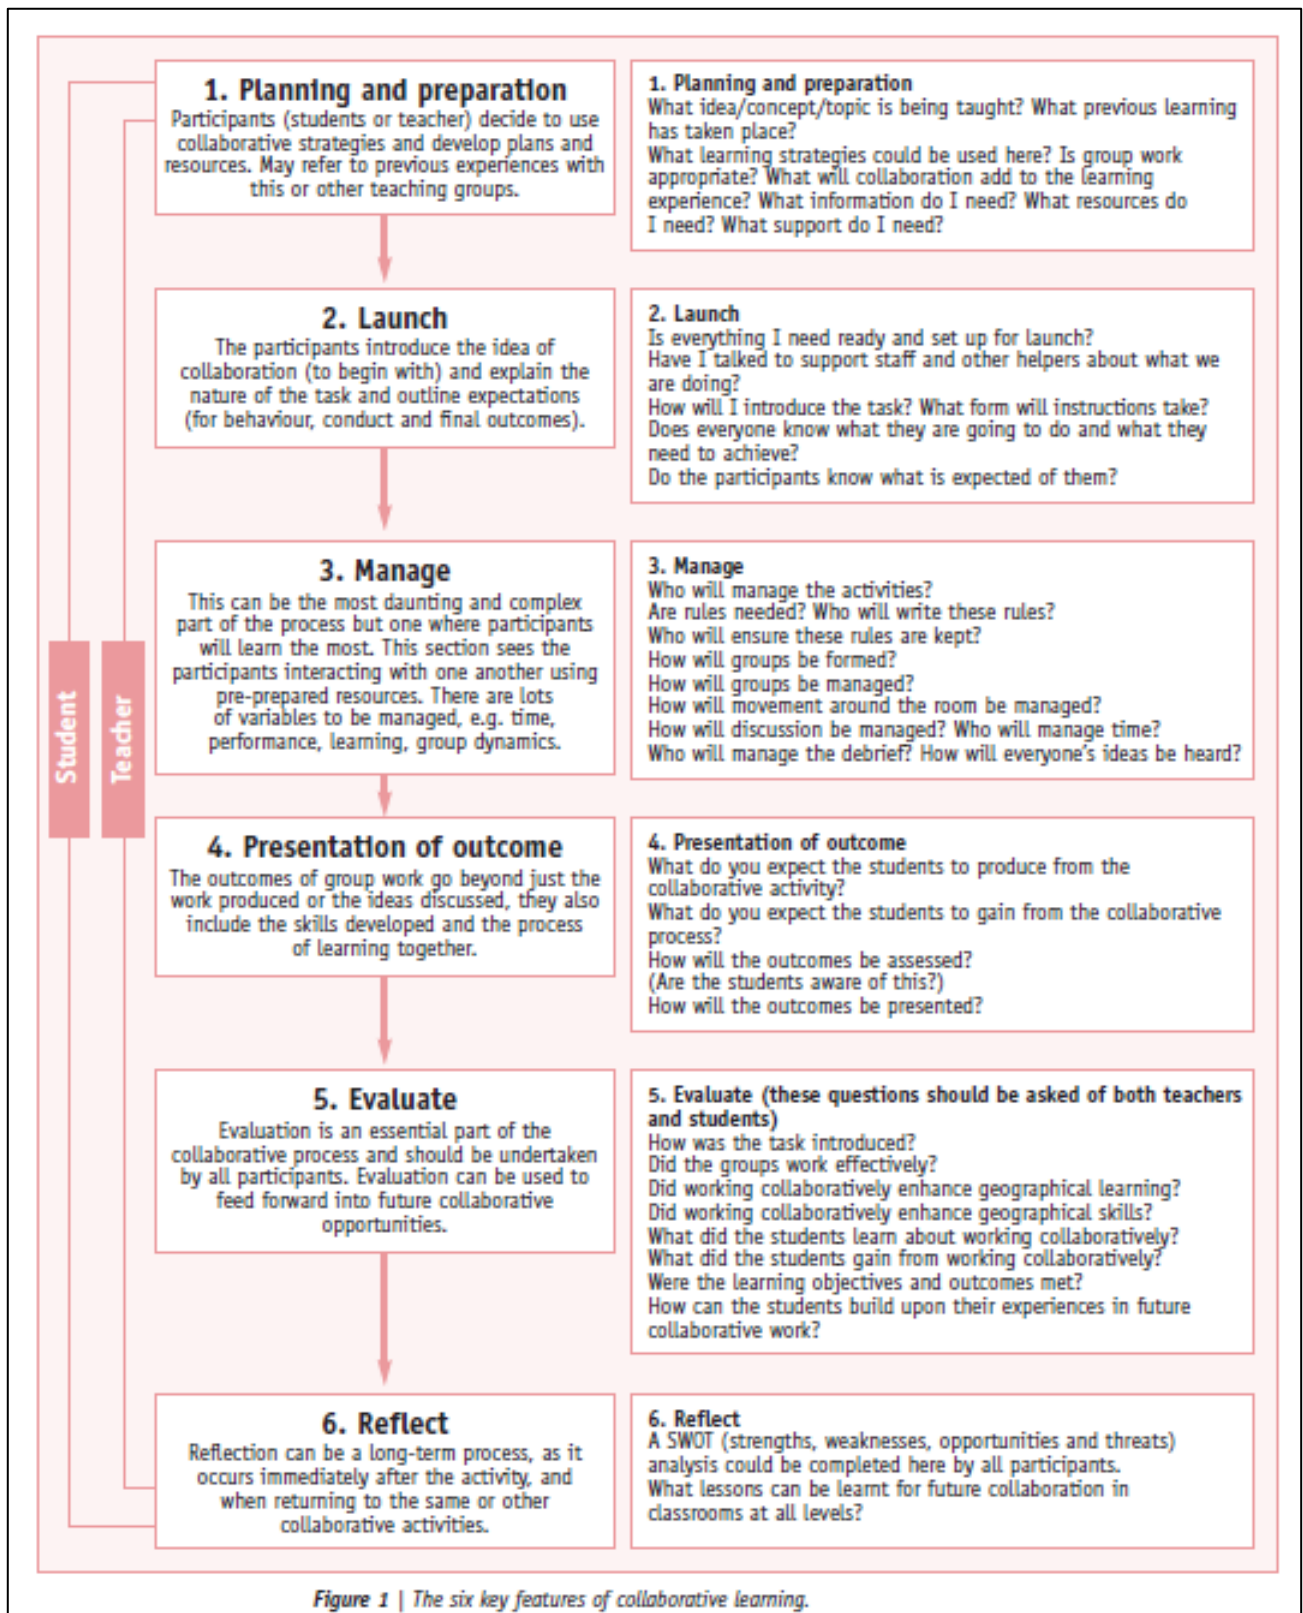 1. Planning and preparation
Participants (students or teacher) decide to use
collaborative strategies and develop plans and
resources. May refer to previous experiences with
this or other teaching groups.
1. Planning and preparation
What idea/concept/topic is being taught? What previous learning
has taken place?
What learning strategies could be used here? Is group work
appropriate? What will collaboration add to the learning
experience? What information do I need? What resources do
I need? What support do I need?
2. Launch
The participants introduce the idea of
collaboration (to begin with) and explain the
nature of the task and outline expectations
(for behaviour, conduct and final outcomes).
2. Launch
Is everything I need ready and set up for launch?
Have I talked to support staff and other helpers about what we
are doing?
How will I introduce the task? What form will instructions take?
Does everyone know what they are going to do and what they
need to achieve?
Do the participants know what is expected of them?
3. Manage
This can be the most daunting and complex
part of the process but one where participants
will learn the most. This section sees the
participants interacting with one another using
pre-prepared resources. There are lots
of variables to be managed, e.g. time,
performance, learning, group dynamics.
3. Manage
Who will manage the activities?
Are rules needed? Who will write these rules?
Who will ensure these rules are kept?
How will groups be formed?
How will groups be managed?
How will movement around the room be managed?
How will discussion be managed? Who will manage time?
Who will manage the debrief? How will everyone's ideas be heard?
Student
Teacher
4. Presentation of outcome
The outcomes of group work go beyond just the
work produced or the ideas discussed, they also
include the skills developed and the process
of learning together.
4. Presentation of outcome
What do you expect the students to produce from the
collaborative activity?
What do you expect the students to gain from the collaborative
process?
How will the outcomes be assessed?
(Are the students aware of this?)
How will the outcomes be presented?
5. Evaluate
Evaluation is an essential part of the
collaborative process and should be undertaken
by all participants. Evaluation can be used to
feed forward into future collaborative
opportunities.
5. Evaluate (these questions should be asked of both teachers
and students)
How was the task introduced?
Did the groups work effectively?
Did working collaboratively enhance geographical learning?
Did working collaboratively enhance geographical skills?
What did the students learn about working collaboratively?
What did the students gain from working collaboratively?
Were the learning objectives and outcomes met?
How can the students build upon their experiences in future
collaborative work?
6. Reflect
Reflection can be a long-term process, as it
occurs immediately after the activity, and
when returning to the same or other
collaborative activities.
6. Reflect
A SWOT (strengths, weaknesses, opportunities and threats)
analysis could be completed here by all participants.
What lessons can be learnt for future collaboration in
classrooms at all levels?
Figure 1 | The six key features of collaborative learning.